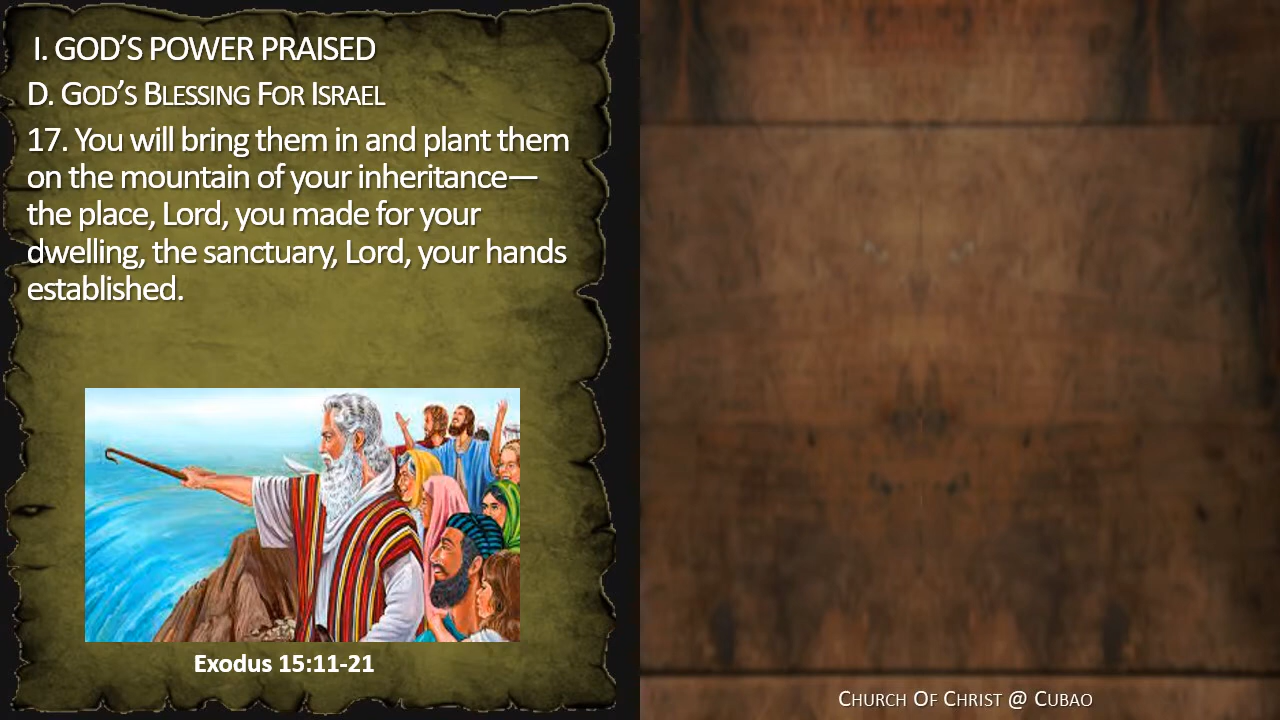 I. GOD’S POWER PRAISED
D. GOD’S BLESSING FOR ISRAEL
17. You will bring them in and plant them
on the mountain of your inheritance—
the place, Lord, you made for your
dwelling, the sanctuary, Lord, your hands
established.
Exodus 15:11-21
CHURCH OF CHRIST @ CUBAO